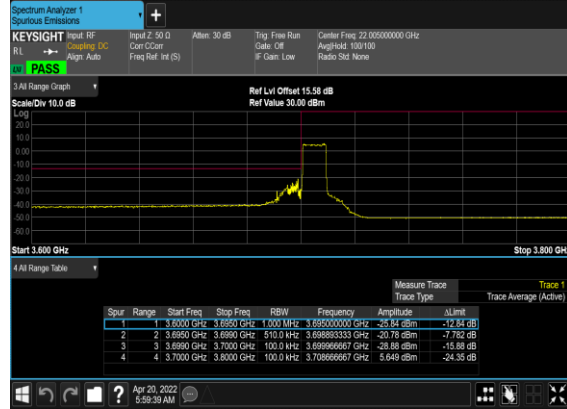 Spectrum Analyzer 1
Spurious Emissions
+
KEYSIGHT Input: RF Input Z: 50 Ω Atten: 30 dB Trig: Free Run Center Freq: 22.005000000 GHz
RL Coupling: DC Corr CCorr Gate: Off Avg|Hold: 100/100
Align: Auto Freq Ref: Int (S) IF Gain: Low Radio Std: None
PASS
3 All Range Graph Ref Lvl Offset 15.58 dB
Scale/Div 10.0 dB Ref Value 30.00 dBm
Log
20.0
10.0
0.00
-10.0
-20.0
-30.0
-40.0
-50.0
-60.0
Start 3.600 GHz Stop 3.800 GH
4 All Range Table
Measure Trace Trace 1
Trace Type Trace Average (Active)
Spur Range Start Freq Stop Freq RBW Frequency Amplitude ΔLimit
1 1 3.6000 GHz 3.6950 GHz 1.000 MHz 3.695000000 GHz -25.84 dBm -12.84 dB
2 2 3.6950 GHz 3.6990 GHz 510.0 kHz 3.698893333 GHz -20.78 dBm -7.782 dB
3 3 3.6990 GHz 3.7000 GHz 100.0 kHz 3.699966667 GHz -28.88 dBm -15.88 dB
4 4 3.7000 GHz 3.8000 GHz 100.0 kHz 3.708666667 GHz 5.649 dBm -24.35 dB
? Apr 20, 2022
5:59:39 AM